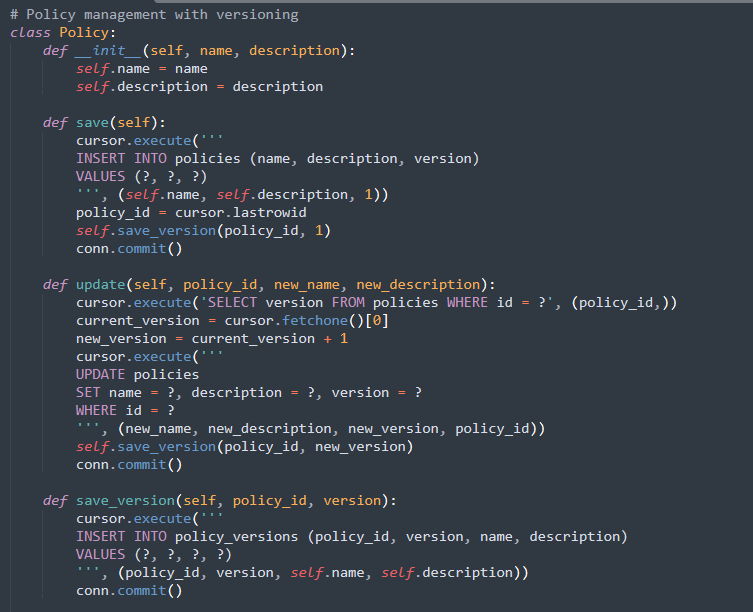 # Policy management with versioning
class Policy:
    def __init__(self, name, description):
        self.name = name
        self.description = description

    def save(self):
        cursor.execute('''
        INSERT INTO policies (name, description, version)
        VALUES (?, ?, ?)
        ''', (self.name, self.description, 1))
        policy_id = cursor.lastrowid
        self.save_version(policy_id, 1)
        conn.commit()

    def update(self, policy_id, new_name, new_description):
        cursor.execute('SELECT version FROM policies WHERE id = ?', (policy_id,))
        current_version = cursor.fetchone()[0]
        new_version = current_version + 1
        cursor.execute('''
        UPDATE policies
        SET name = ?, description = ?, version = ?
        WHERE id = ?
        ''', (new_name, new_description, new_version, policy_id))
        self.save_version(policy_id, new_version)
        conn.commit()

    def save_version(self, policy_id, version):
        cursor.execute('''
        INSERT INTO policy_versions (policy_id, version, name, description)
        VALUES (?, ?, ?, ?)
        ''', (policy_id, version, self.name, self.description))
        conn.commit()